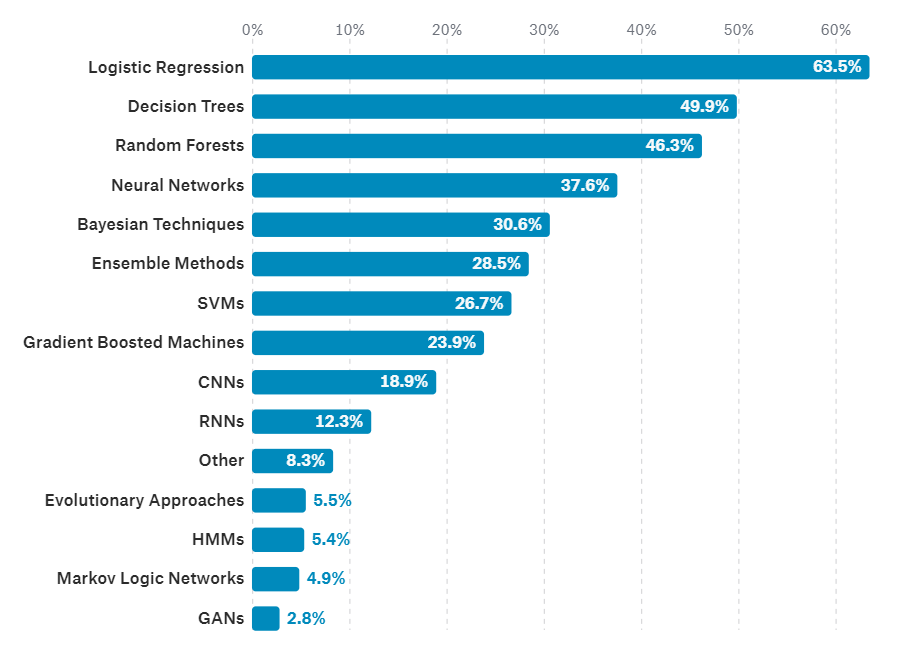 0% 10% 20% 30% 40% 50% 60%
Logistic Regression 63.5%
Decision Trees 49.9%
Random Forests 46.3%
Neural Networks 37.6%
Bayesian Techniques 30.6%
Ensemble Methods 28.5%
SVMs 26.7%
Gradient Boosted Machines 23.9%
CNNs 18.9%
RNNs 12.3%
Other 8.3%
Evolutionary Approaches 5.5%
HMMs 5.4%
Markov Logic Networks 4.9%
GANs 2.8%